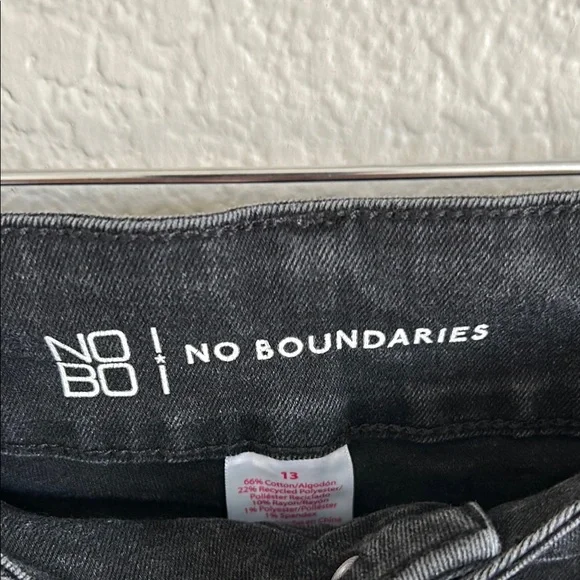 NO
BO
NO BOUNDARIES
13
66% Cotton/Algodón
22% Recycled Polyester/
Poliéster Reciclado
10% Rayon/Rayón
1% Polyester/Poliéster
1% Spandex